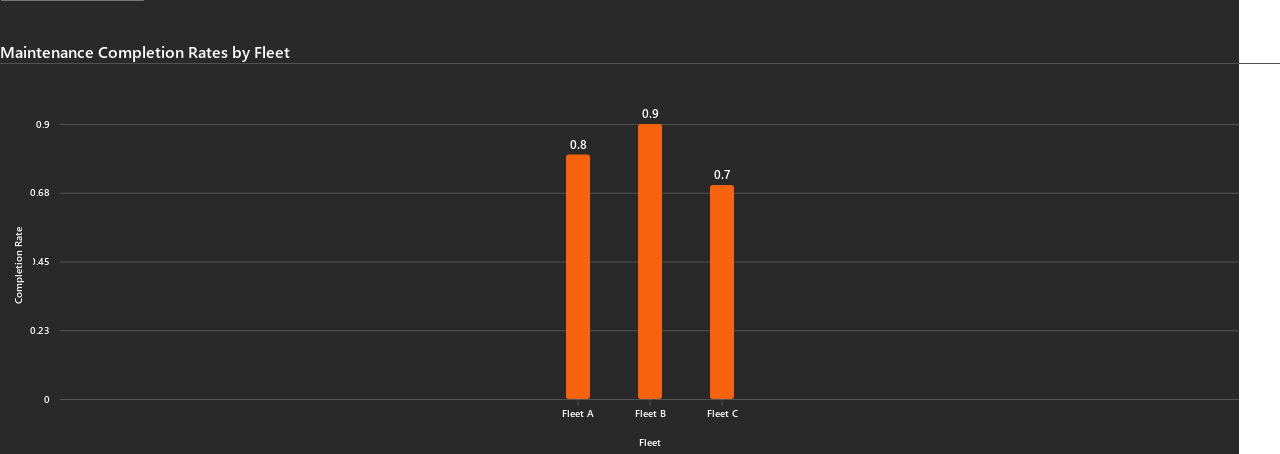 Maintenance Completion Rates by Fleet
0.9
0.9
0.8
0.7
0.68
0.45
0.23
0
Completion Rate
Fleet A
Fleet B
Fleet C
Fleet